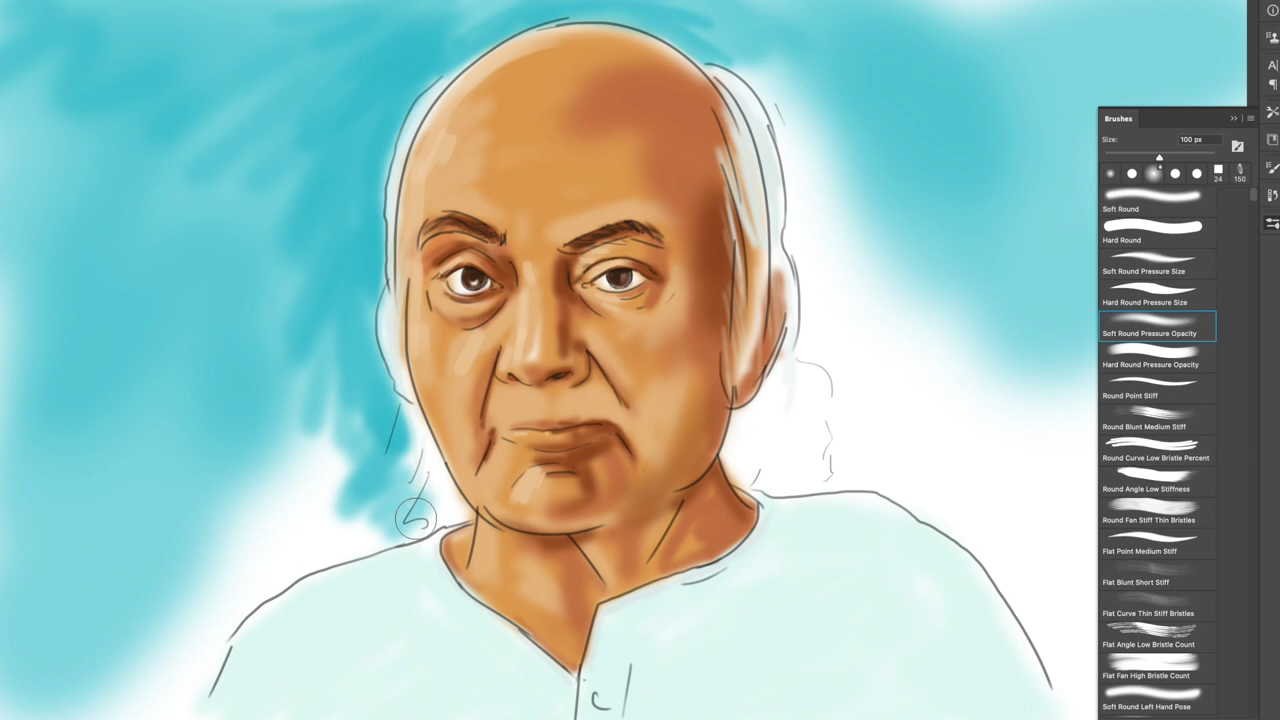 Brushes
Size: 100 px
24 150
Soft Round
Hard Round
Soft Round Pressure Size
Hard Round Pressure Size
Soft Round Pressure Opacity
Hard Round Pressure Opacity
Round Point Stiff
Round Blunt Medium Stiff
Round Curve Low Bristle Percent
Round Angle Low Stiffness
Round Fan Stiff Thin Bristles
Flat Point Medium Stiff
Flat Blunt Short Stiff
Flat Curve Thin Stiff Bristles
Flat Angle Low Bristle Count
Flat Fan High Bristle Count
Soft Round Left Hand Pose